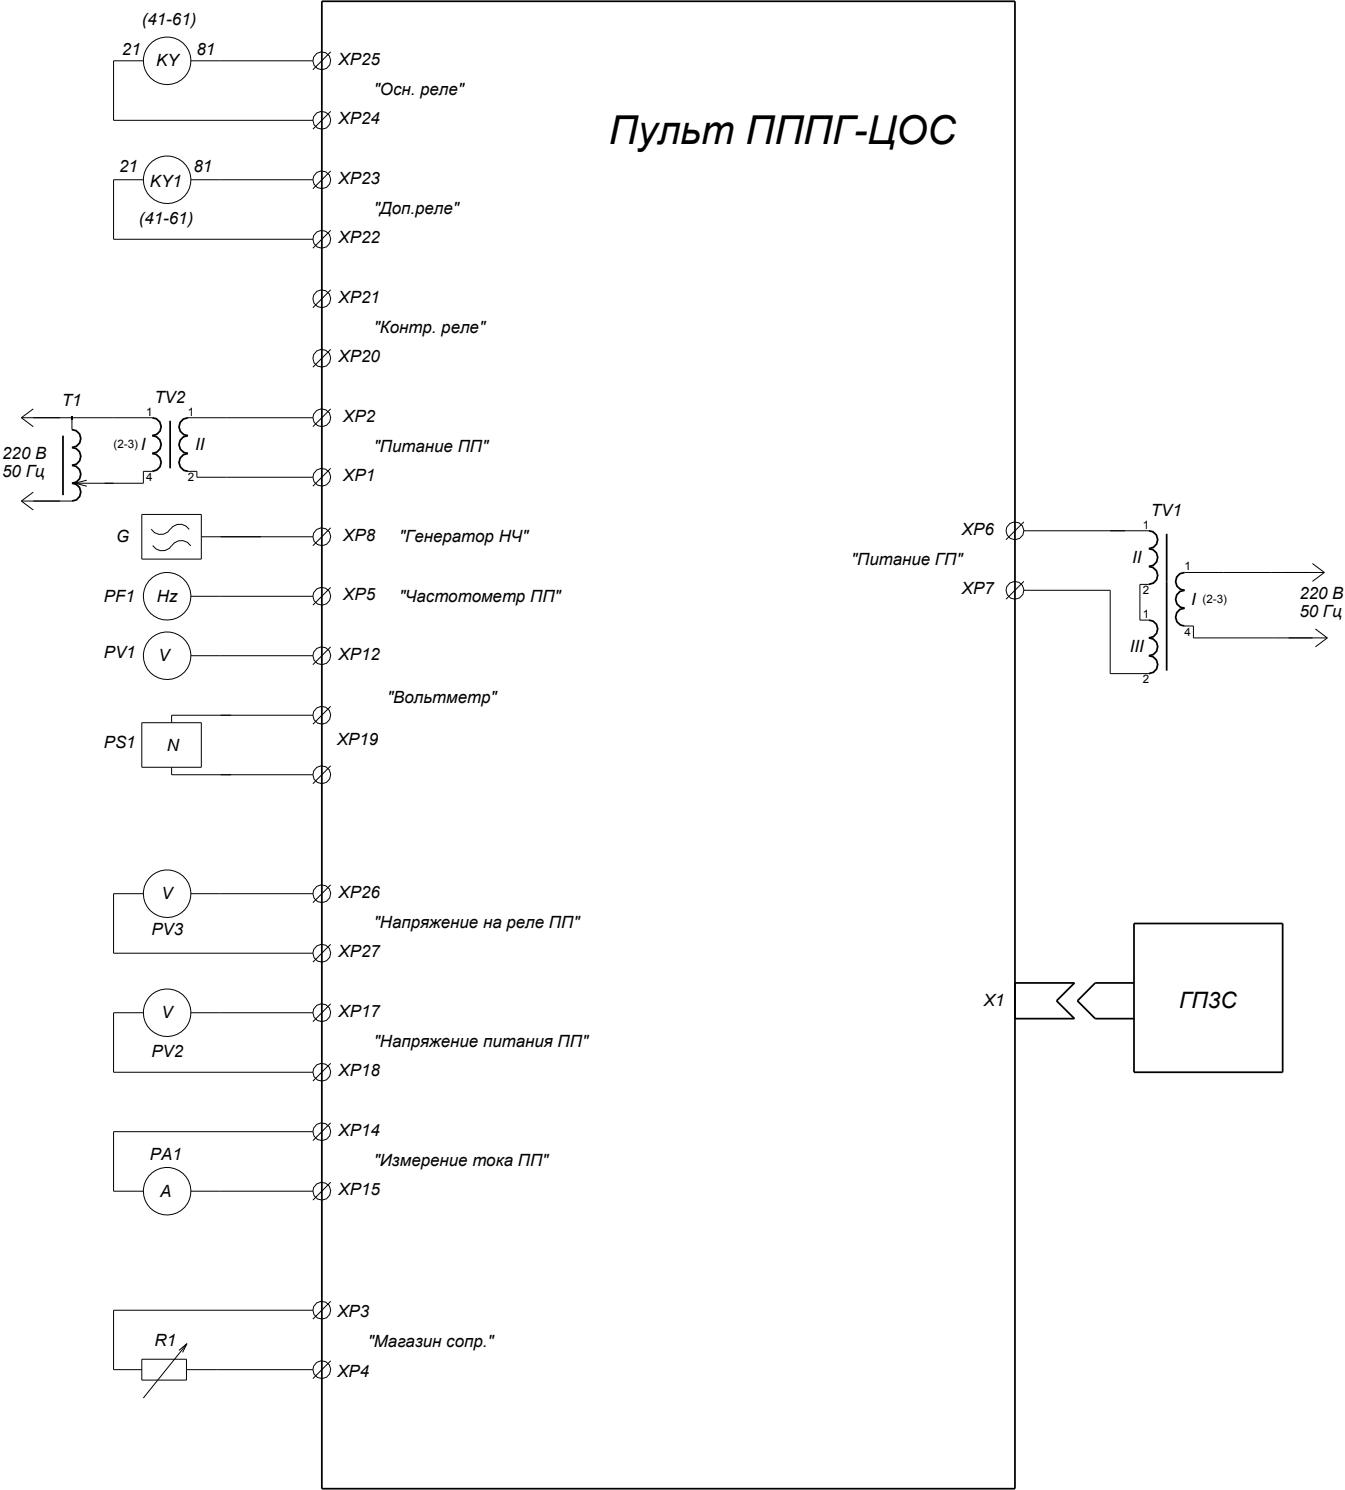 (41-61)
21 KY 81
XP25
"Осн. реле"
XP24
Пульт ПППГ-ЦОС
21 KY1 81
(41-61)
XP23
"Доп.реле"
XP22
XP21
"Контр. реле"
XP20
T1
TV2
1 1
(2-3) I II
4 2
220 В
50 Гц
XP2
"Питание ПП"
XP1
G
XP8 "Генератор НЧ"
PF1 Hz
XP5 "Частотометр ПП"
PV1 V
XP12
"Вольтметр"
PS1 N
XP19
XP6
"Питание ГП"
XP7
TV1
1
II
2
1
III
2
1
I (2-3)
4
220 В
50 Гц
V
PV3
XP26
"Напряжение на реле ПП"
XP27
V
PV2
XP17
"Напряжение питания ПП"
XP18
X1
ГПЗС
XP14
PA1
"Измерение тока ПП"
A
XP15
XP3
R1
"Магазин сопр."
XP4